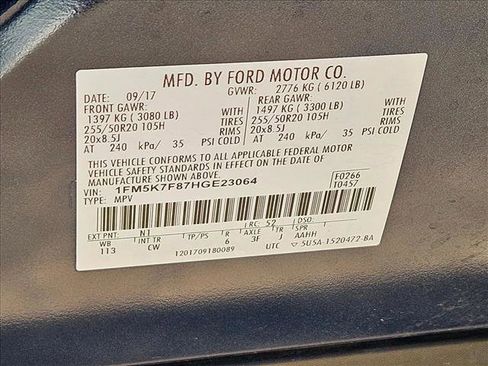 MFD. BY FORD MOTOR CO.
DATE: 09/17 GVWR: 2776 KG ( 6120 LB)
FRONT GAWR: REAR GAWR:
1397 KG ( 3080 LB) WITH 1497 KG ( 3300 LB) WITH
255/50R20 105H TIRES 255/50R20 105H TIRES
20x8.5J RIMS 20x8.5J RIMS
AT 240 kPa/ 35 PSI COLD AT 240 kPa/ 35 PSI COLD
THIS VEHICLE CONFORMS TO ALL APPLICABLE FEDERAL MOTOR VEHICLE
SAFETY AND THEFT PREVENTION STANDARDS IN EFFECT ON THE DATE OF
MANUFACTURE SHOWN ABOVE.
VIN: 1FM5K7F87HGE23064 F0266
TYPE: MPV T0457
EXT PNT: N1 RC: 52 DSO:
WB INT TR TP/PS R AXLE TR SPR
113 CW 6 3F J AAHH
1201709180089 UTC 5U5A-1520472-BA